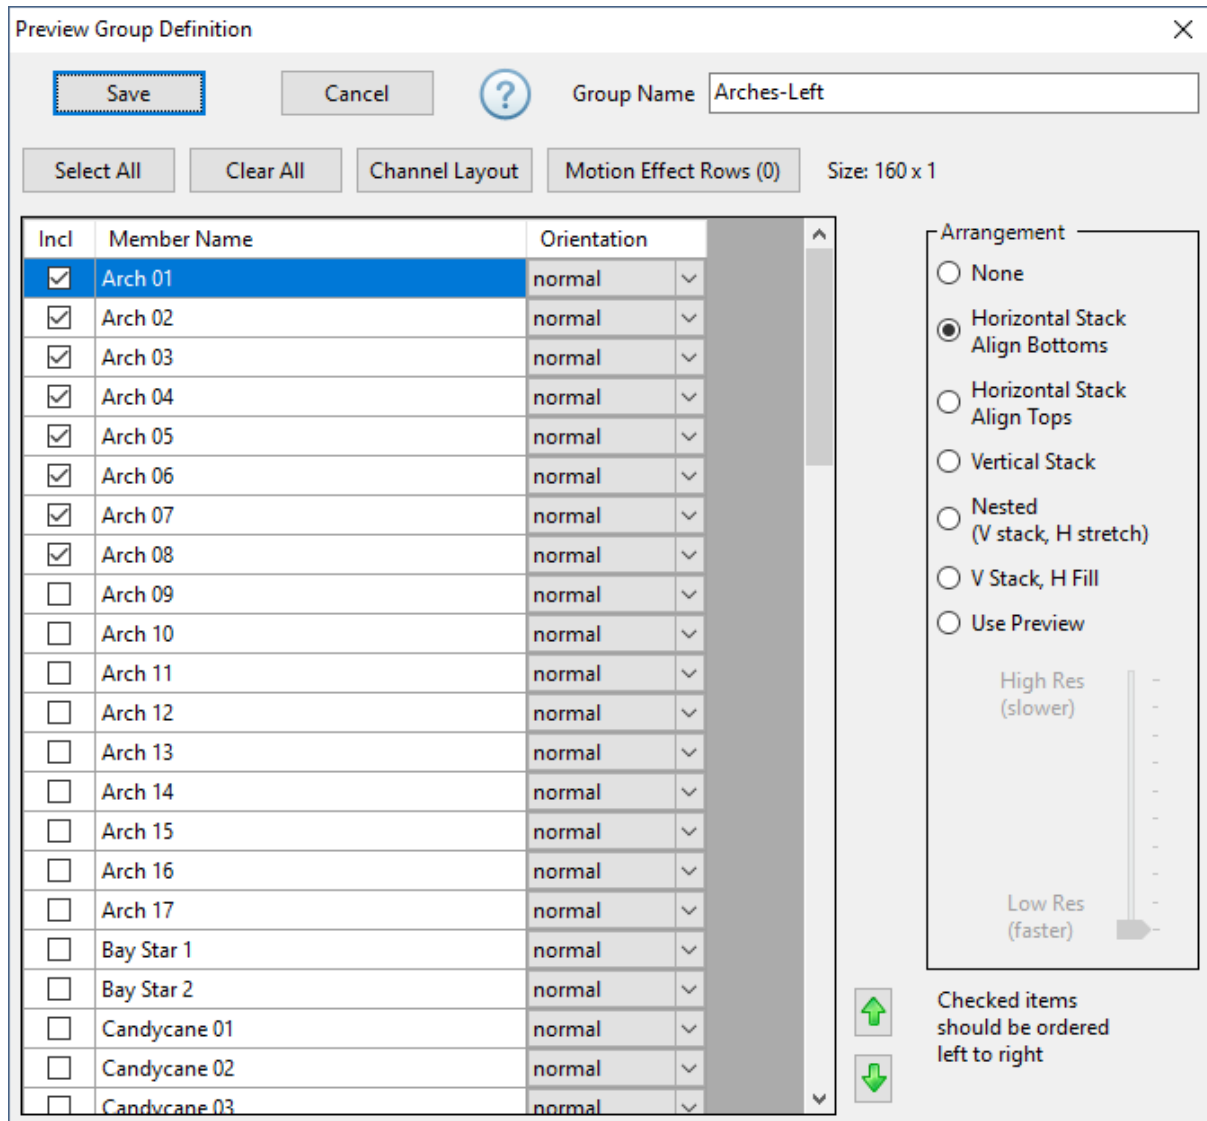 Preview Group Definition
Save
Cancel
?
Group Name
Arches-Left
Select All
Clear All
Channel Layout
Motion Effect Rows (0)
Size: 160 x 1
Incl
Member Name
Orientation
Arch 01
normal
Arch 02
normal
Arch 03
normal
Arch 04
normal
Arch 05
normal
Arch 06
normal
Arch 07
normal
Arch 08
normal
Arch 09
normal
Arch 10
normal
Arch 11
normal
Arch 12
normal
Arch 13
normal
Arch 14
normal
Arch 15
normal
Arch 16
normal
Arch 17
normal
Bay Star 1
normal
Bay Star 2
normal
Candycane 01
normal
Candycane 02
normal
Candycane 03
normal
Arrangement
None
Horizontal Stack
Align Bottoms
Horizontal Stack
Align Tops
Vertical Stack
Nested
(V stack, H stretch)
V Stack, H Fill
Use Preview
High Res
(slower)
Low Res
(faster)
Checked items
should be ordered
left to right